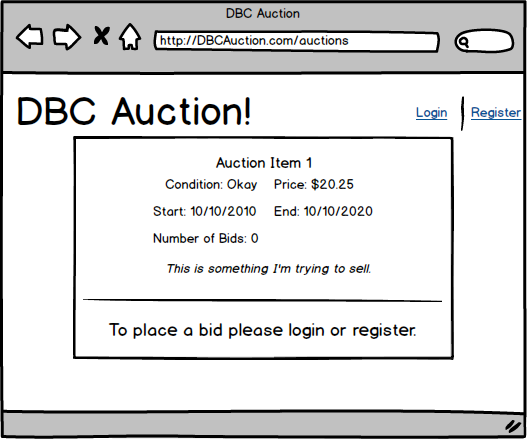 DBC Auction
http://DBCAuction.com/auctions
DBC Auction!
Login Register
Auction Item 1
Condition: Okay Price: $20.25
Start: 10/10/2010 End: 10/10/2020
Number of Bids: 0
This is something I'm trying to sell.
To place a bid please login or register.